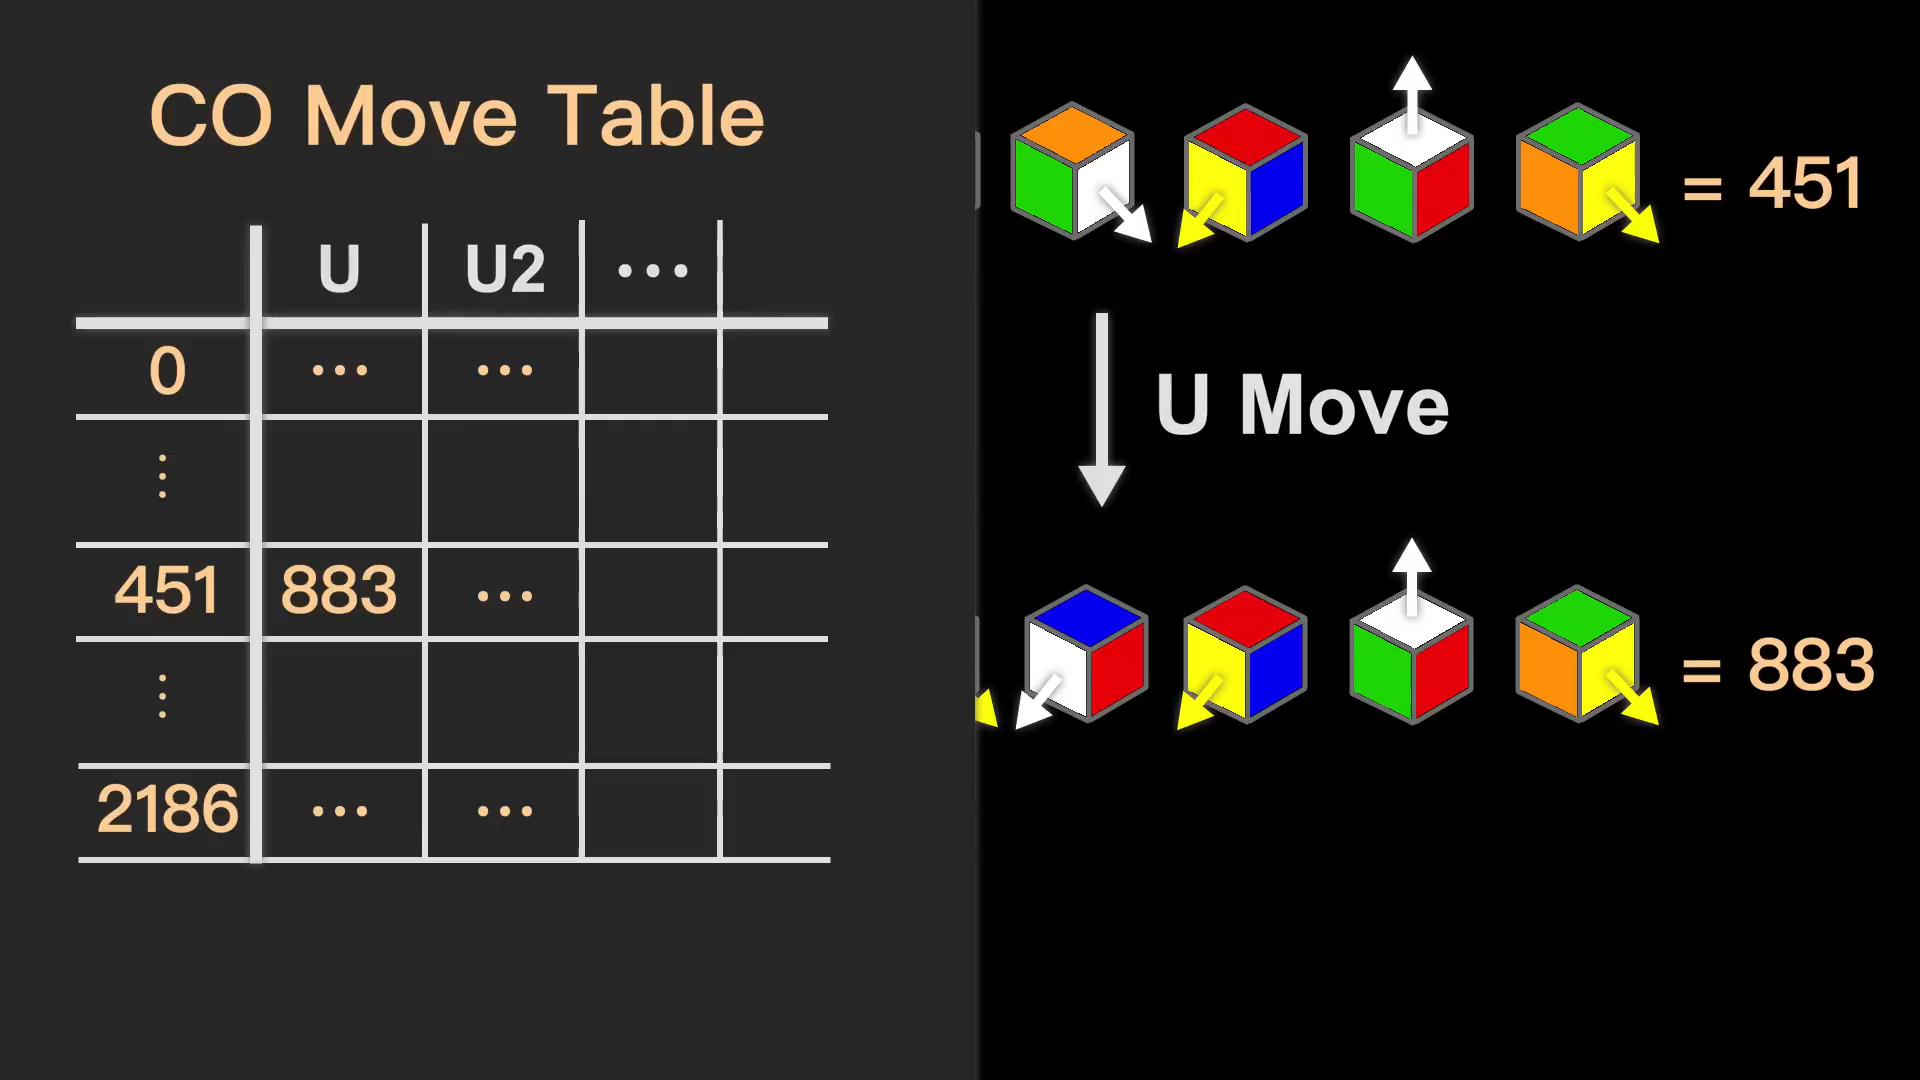 CO Move Table
U U2 ...
0 ... ...
⋮
451 883 ...
⋮
2186 ... ...
= 451
U Move
= 883